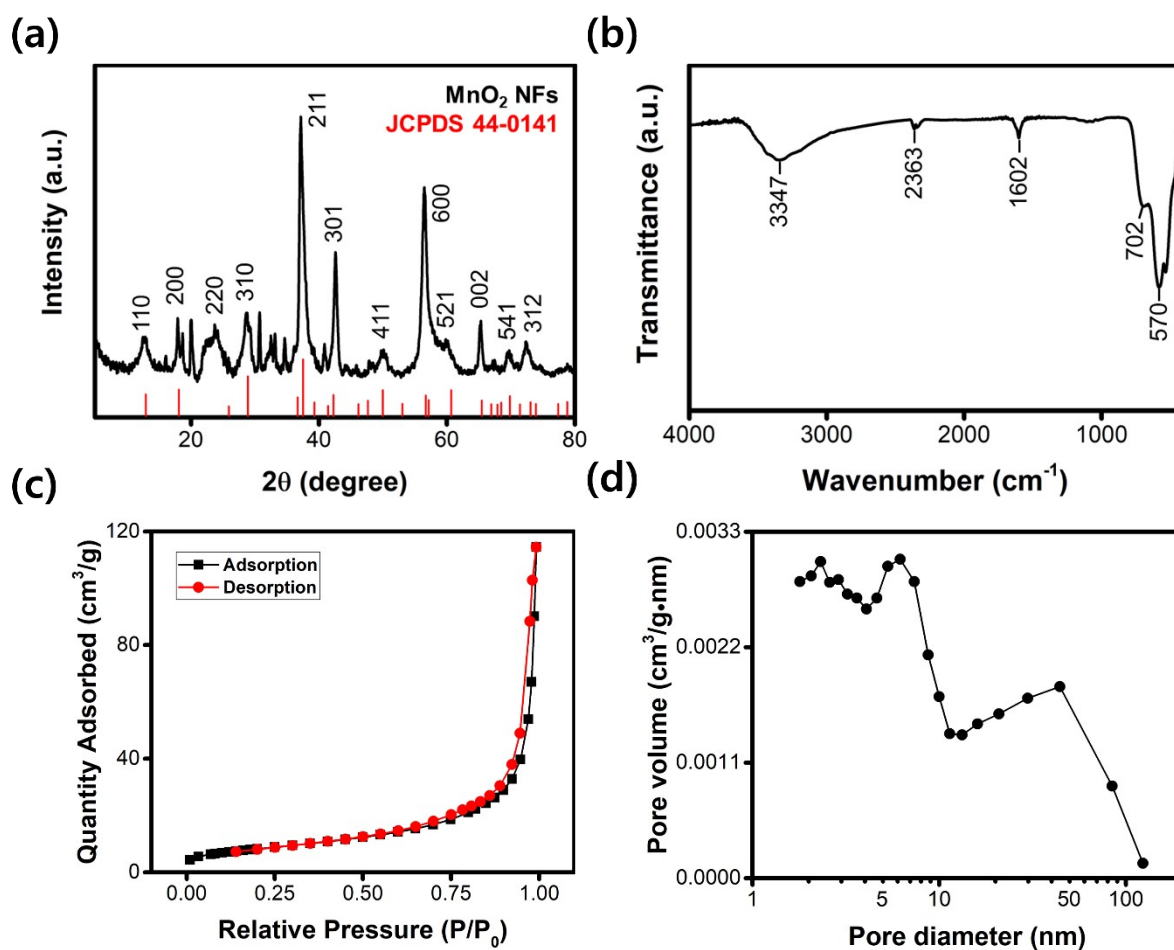 (a)
MnO₂ NFs
JCPDS 44-0141
110
200
220
310
211
301
411
600
521
002
541
312
Intensity (a.u.)
20
40
60
80
2θ (degree)
(b)
Transmittance (a.u.)
3347
2363
1602
702
570
4000
3000
2000
1000
Wavenumber (cm⁻¹)
(c)
Quantity Adsorbed (cm³/g)
120
80
40
0
Adsorption
Desorption
0.00
0.25
0.50
0.75
1.00
Relative Pressure (P/P₀)
(d)
Pore volume (cm³/g•nm)
0.0033
0.0022
0.0011
0.0000
1
5
10
50
100
Pore diameter (nm)